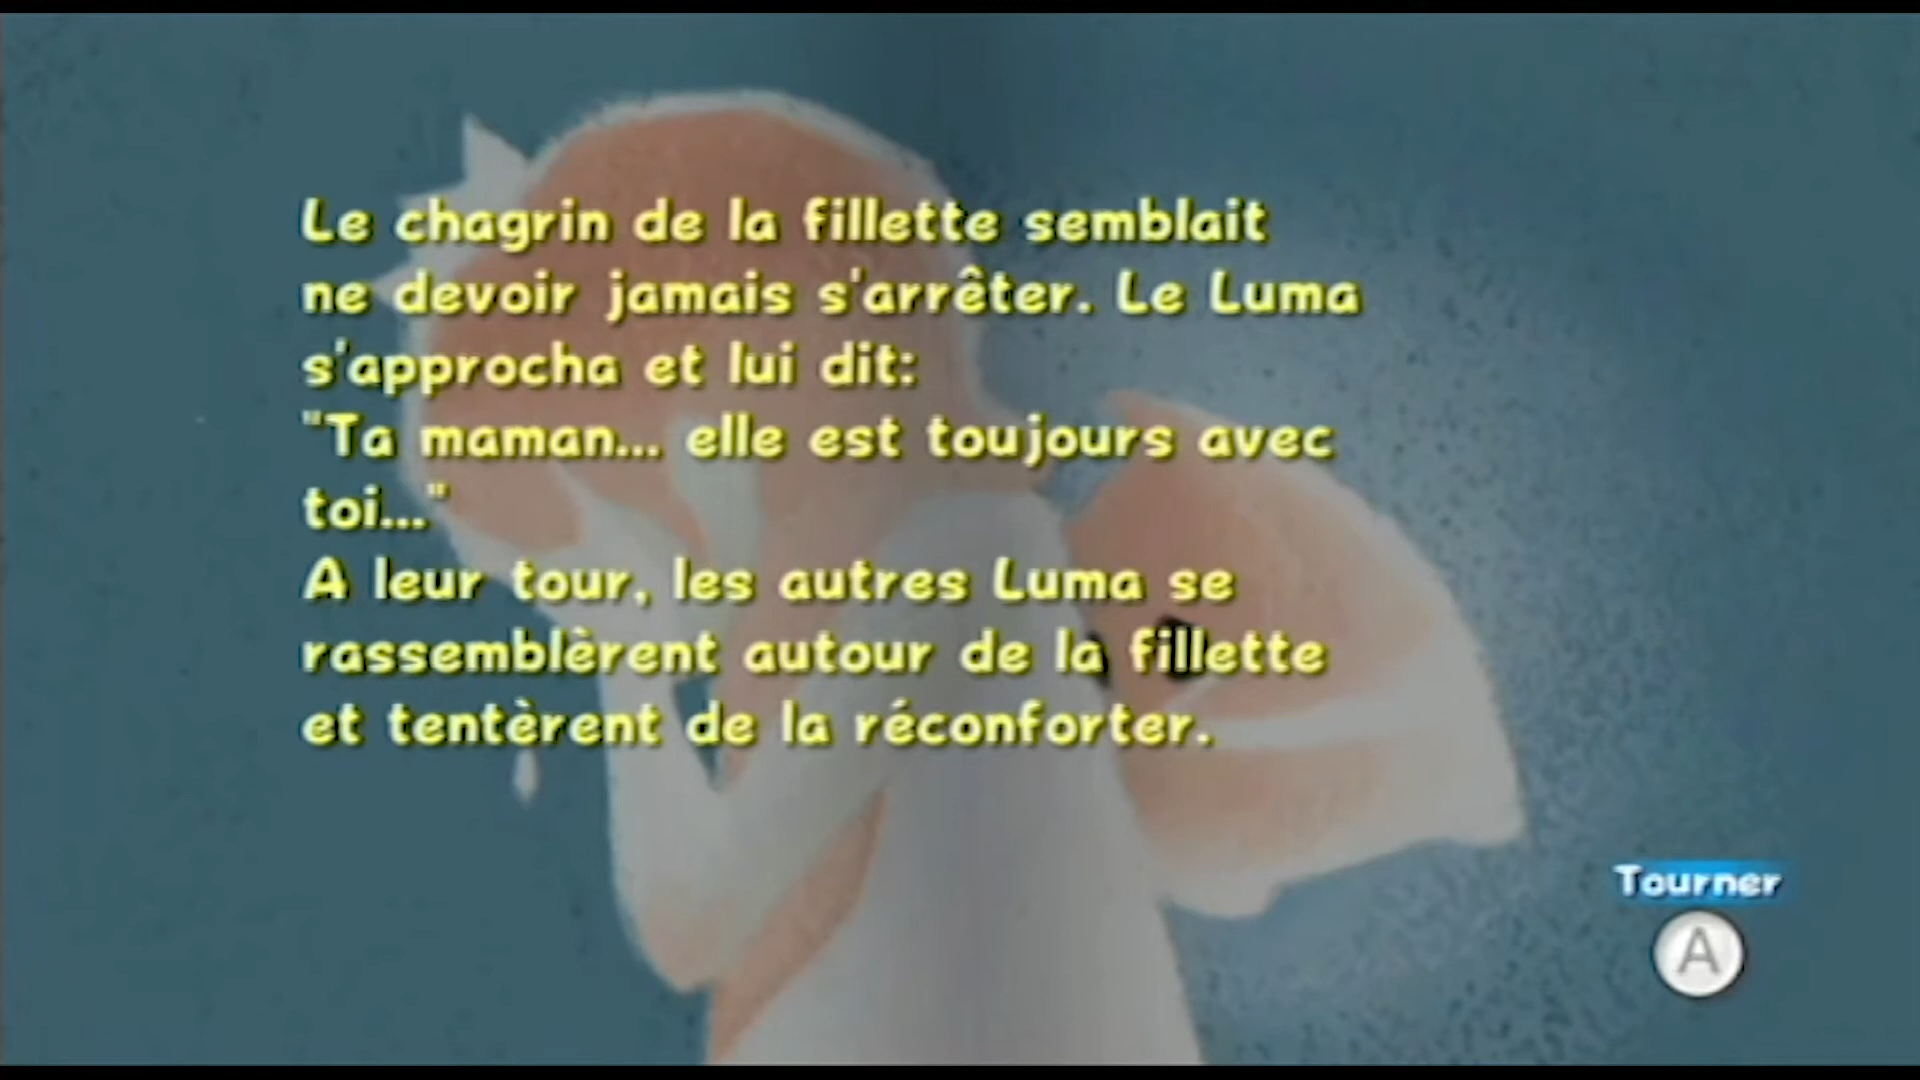 Le chagrin de la fillette semblait
ne devoir jamais s'arrêter. Le Luma
s'approcha et lui dit:
"Ta maman... elle est toujours avec
toi..."
A leur tour, les autres Luma se
rassemblèrent autour de la fillette
et tentèrent de la réconforter.
Tourner
A